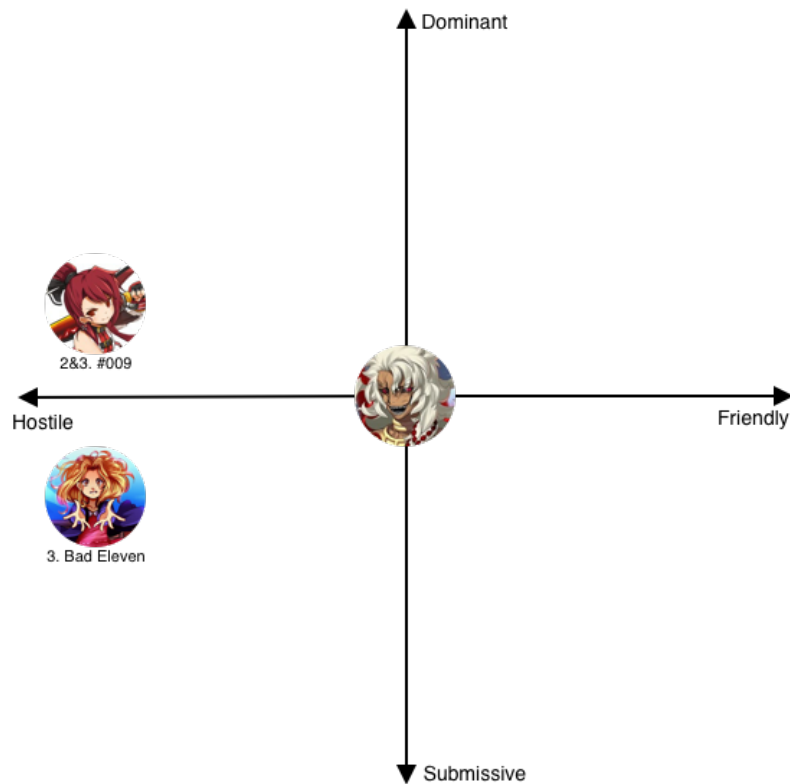 Dominant
2&3. #009
Hostile
Friendly
3. Bad Eleven
Submissive